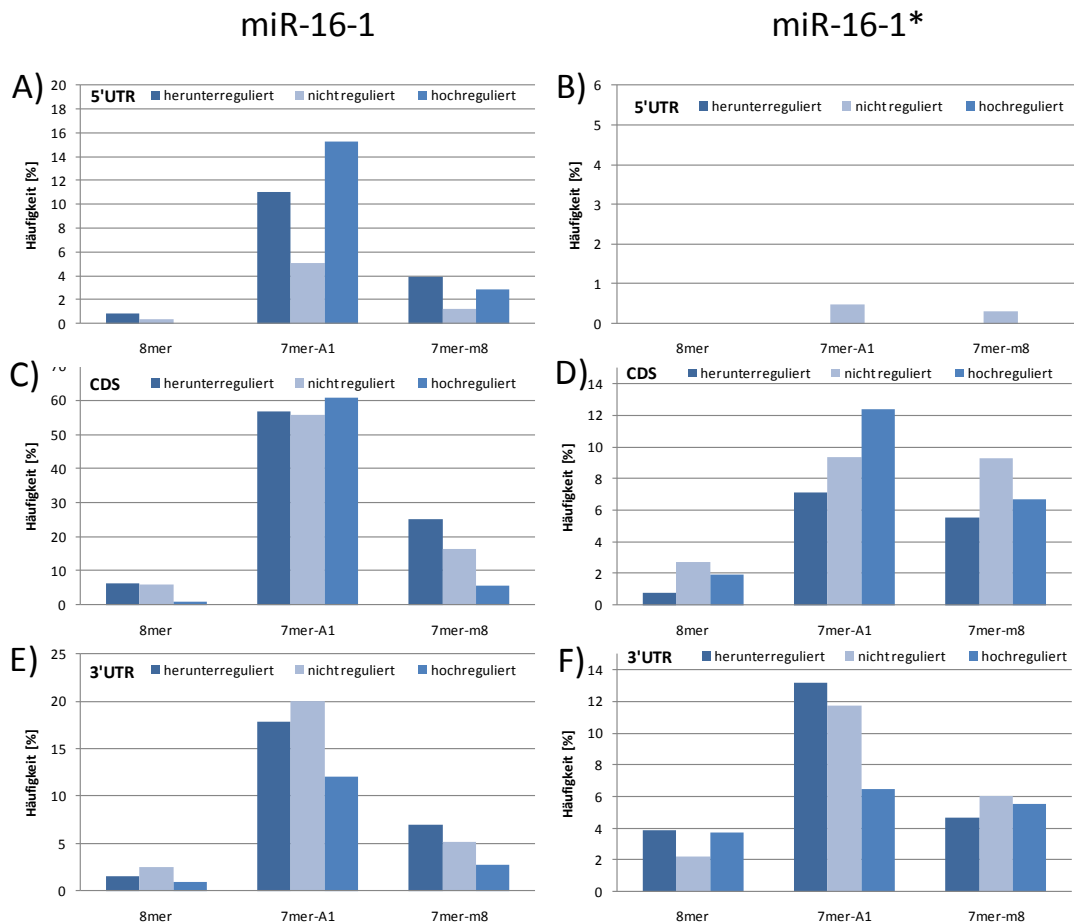 miR-16-1 miR-16-1*
A)
5'UTR herunterreguliert nicht reguliert hochreguliert
Häufigkeit [%]
20
18
16
14
12
10
8
6
4
2
0
8mer 7mer-A1 7mer-m8
B)
5'UTR herunterreguliert nicht reguliert hochreguliert
Häufigkeit [%]
6
5
4
3
2
1
0
8mer 7mer-A1 7mer-m8
C)
CDS herunterreguliert nicht reguliert hochreguliert
Häufigkeit [%]
70
60
50
40
30
20
10
0
8mer 7mer-A1 7mer-m8
D)
CDS herunterreguliert nicht reguliert hochreguliert
Häufigkeit [%]
14
12
10
8
6
4
2
0
8mer 7mer-A1 7mer-m8
E)
3'UTR herunterreguliert nicht reguliert hochreguliert
Häufigkeit [%]
25
20
15
10
5
0
8mer 7mer-A1 7mer-m8
F)
3'UTR herunterreguliert nicht reguliert hochreguliert
Häufigkeit [%]
14
12
10
8
6
4
2
0
8mer 7mer-A1 7mer-m8